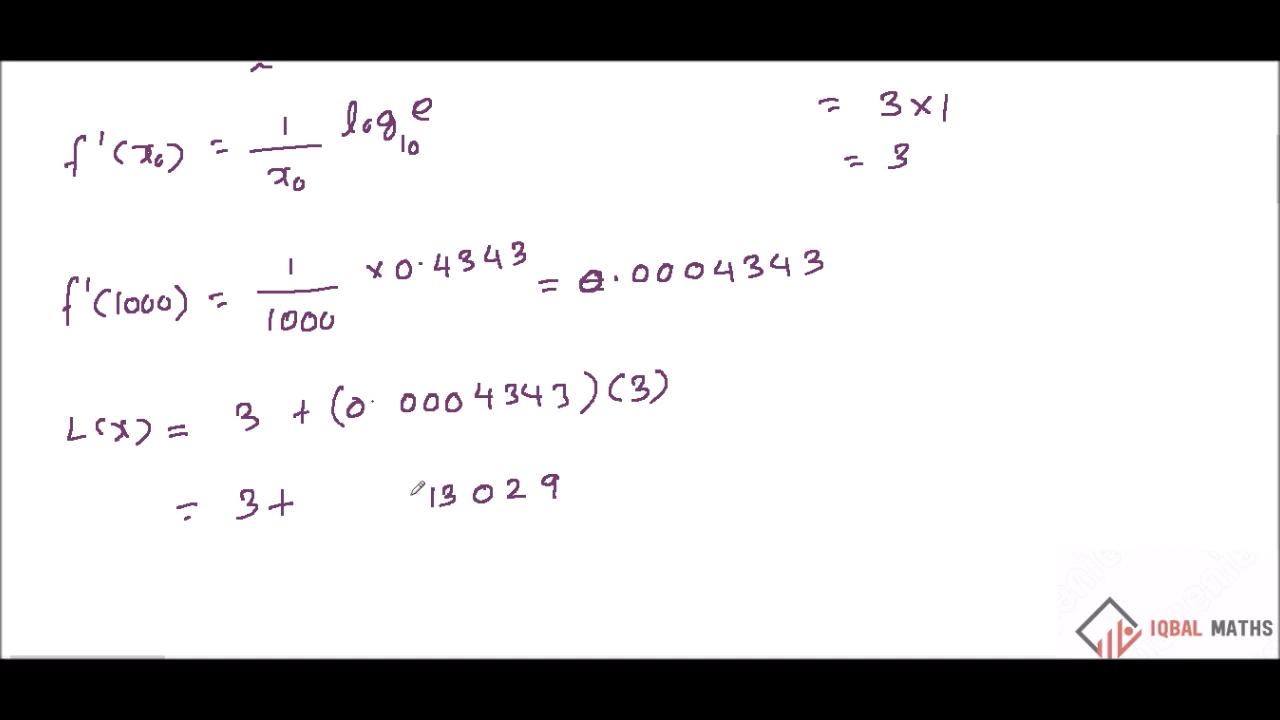 f'(x₀) = 1/x₀ log₁₀ e
= 3 × 1
= 3
f'(1000) = 1/1000 × 0.4343 = 0.0004343
L(x) = 3 + (0.0004343)(3)
= 3 + 13029
IQBAL MATHS